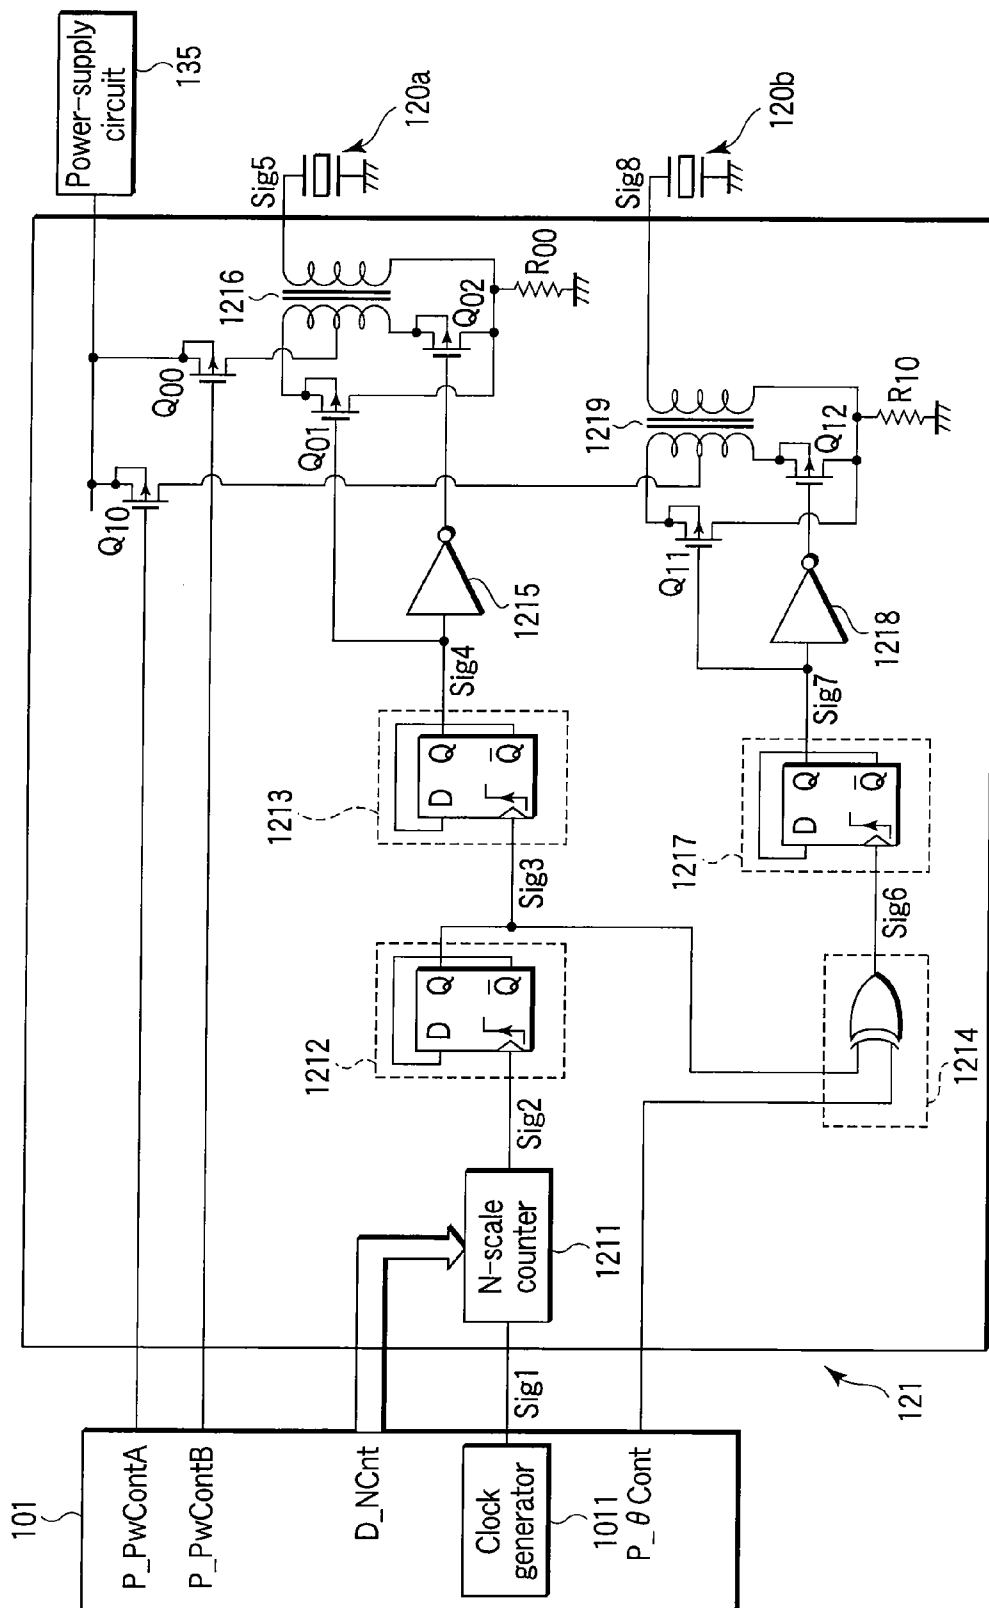 Power-supply
circuit
135
101
P_PwContA
P_PwContB
D_NCnt
Clock
generator
1011
P_θCont
Sig1
N-scale
counter
1211
Sig2
1212
D Q
Q̅
Sig3
1213
D Q
Q̅
Sig4
1215
Q10
Q00
Q01
Q02
1216
R00
Sig5
120a
1214
Sig6
1217
D Q
Q̅
Sig7
1218
Q11
Q12
1219
R10
Sig8
120b
121